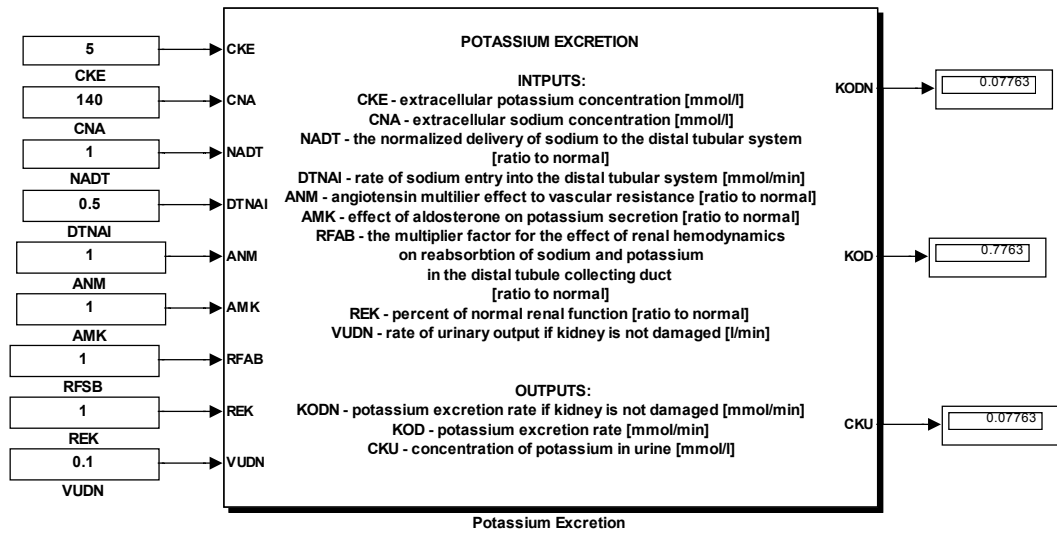 5
CKE
140
CNA
1
NADT
0.5
DTNAI
1
ANM
1
AMK
1
RFSB
1
REK
0.1
VUDN
CKE
CNA
NADT
DTNAI
ANM
AMK
RFAB
REK
VUDN
POTASSIUM EXCRETION
INTPUTS:
CKE - extracellular potassium concentration [mmol/l]
CNA - extracellular sodium concentration [mmol/l]
NADT - the normalized delivery of sodium to the distal tubular system
[ratio to normal]
DTNAI - rate of sodium entry into the distal tubular system [mmol/min]
ANM - angiotensin multilier effect to vascular resistance [ratio to normal]
AMK - effect of aldosterone on potassium secretion [ratio to normal]
RFAB - the multiplier factor for the effect of renal hemodynamics
on reabsorbtion of sodium and potassium
in the distal tubule collecting duct
[ratio to normal]
REK - percent of normal renal function [ratio to normal]
VUDN - rate of urinary output if kidney is not damaged [l/min]
OUTPUTS:
KODN - potassium excretion rate if kidney is not damaged [mmol/min]
KOD - potassium excretion rate [mmol/min]
CKU - concentration of potassium in urine [mmol/l]
KODN
KOD
CKU
0.07763
0.7763
0.07763
Potassium Excretion